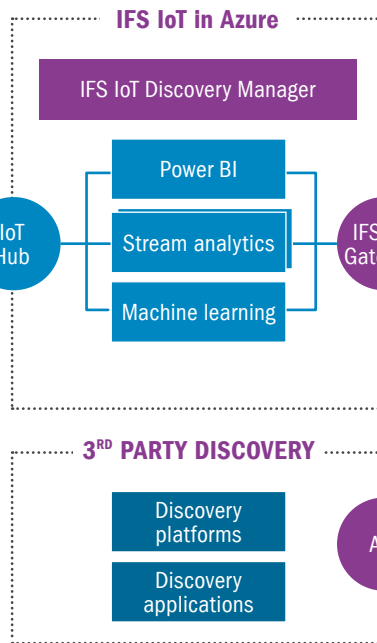 IFS IoT in Azure
IFS IoT Discovery Manager
Power BI
IoT
Hub
Stream analytics
IFS
Machine learning
3RD PARTY DISCOVERY
Discovery
platforms
Discovery
applications